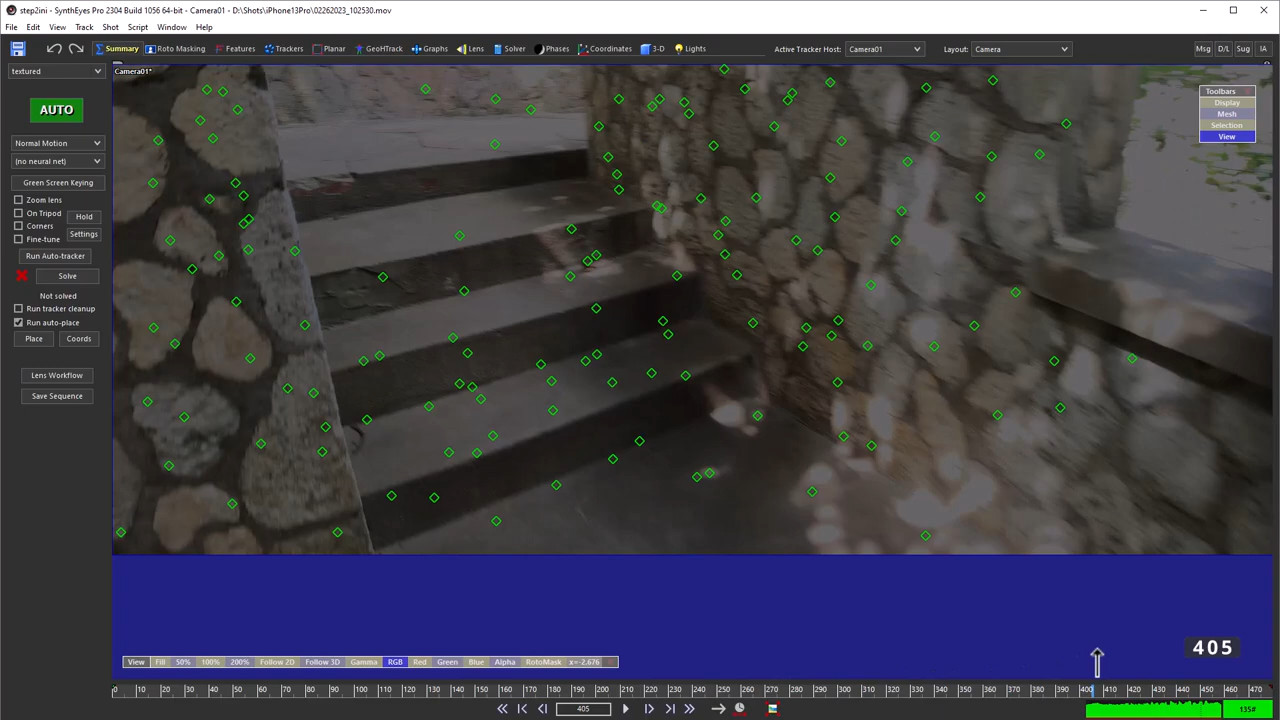 step2ini - SynthEyes Pro 2304 Build 1056 64-bit - Camera01 - D:\Shots\iPhone13Pro\02262023_102530.mov
File Edit View Track Shot Script Window Help
Summary Roto Masking Features Trackers Planar GeoHTrack Graphs Lens Solver Phases Coordinates 3-D Lights Active Tracker Host: Camera01 Layout: Camera Msg D/L Sug IA
textured
Camera01*
Toolbars
Display
Mesh
Selection
View
AUTO
Normal Motion
(no neural net)
Green Screen Keying
Zoom lens
On Tripod Hold
Corners
Fine-tune Settings
Run Auto-tracker
Solve
Not solved
Run tracker cleanup
Run auto-place
Place Coords
Lens Workflow
Save Sequence
405
View Fill 50% 100% 200% Follow 2D Follow 3D Gamma RGB Red Green Blue Alpha RotoMask x=-2.676
0 10 20 30 40 50 60 70 80 90 100 110 120 130 140 150 160 170 180 190 200 210 220 230 240 250 260 270 280 290 300 310 320 330 340 350 360 370 380 390 400 410 420 430 440 450 460 470
405 135#